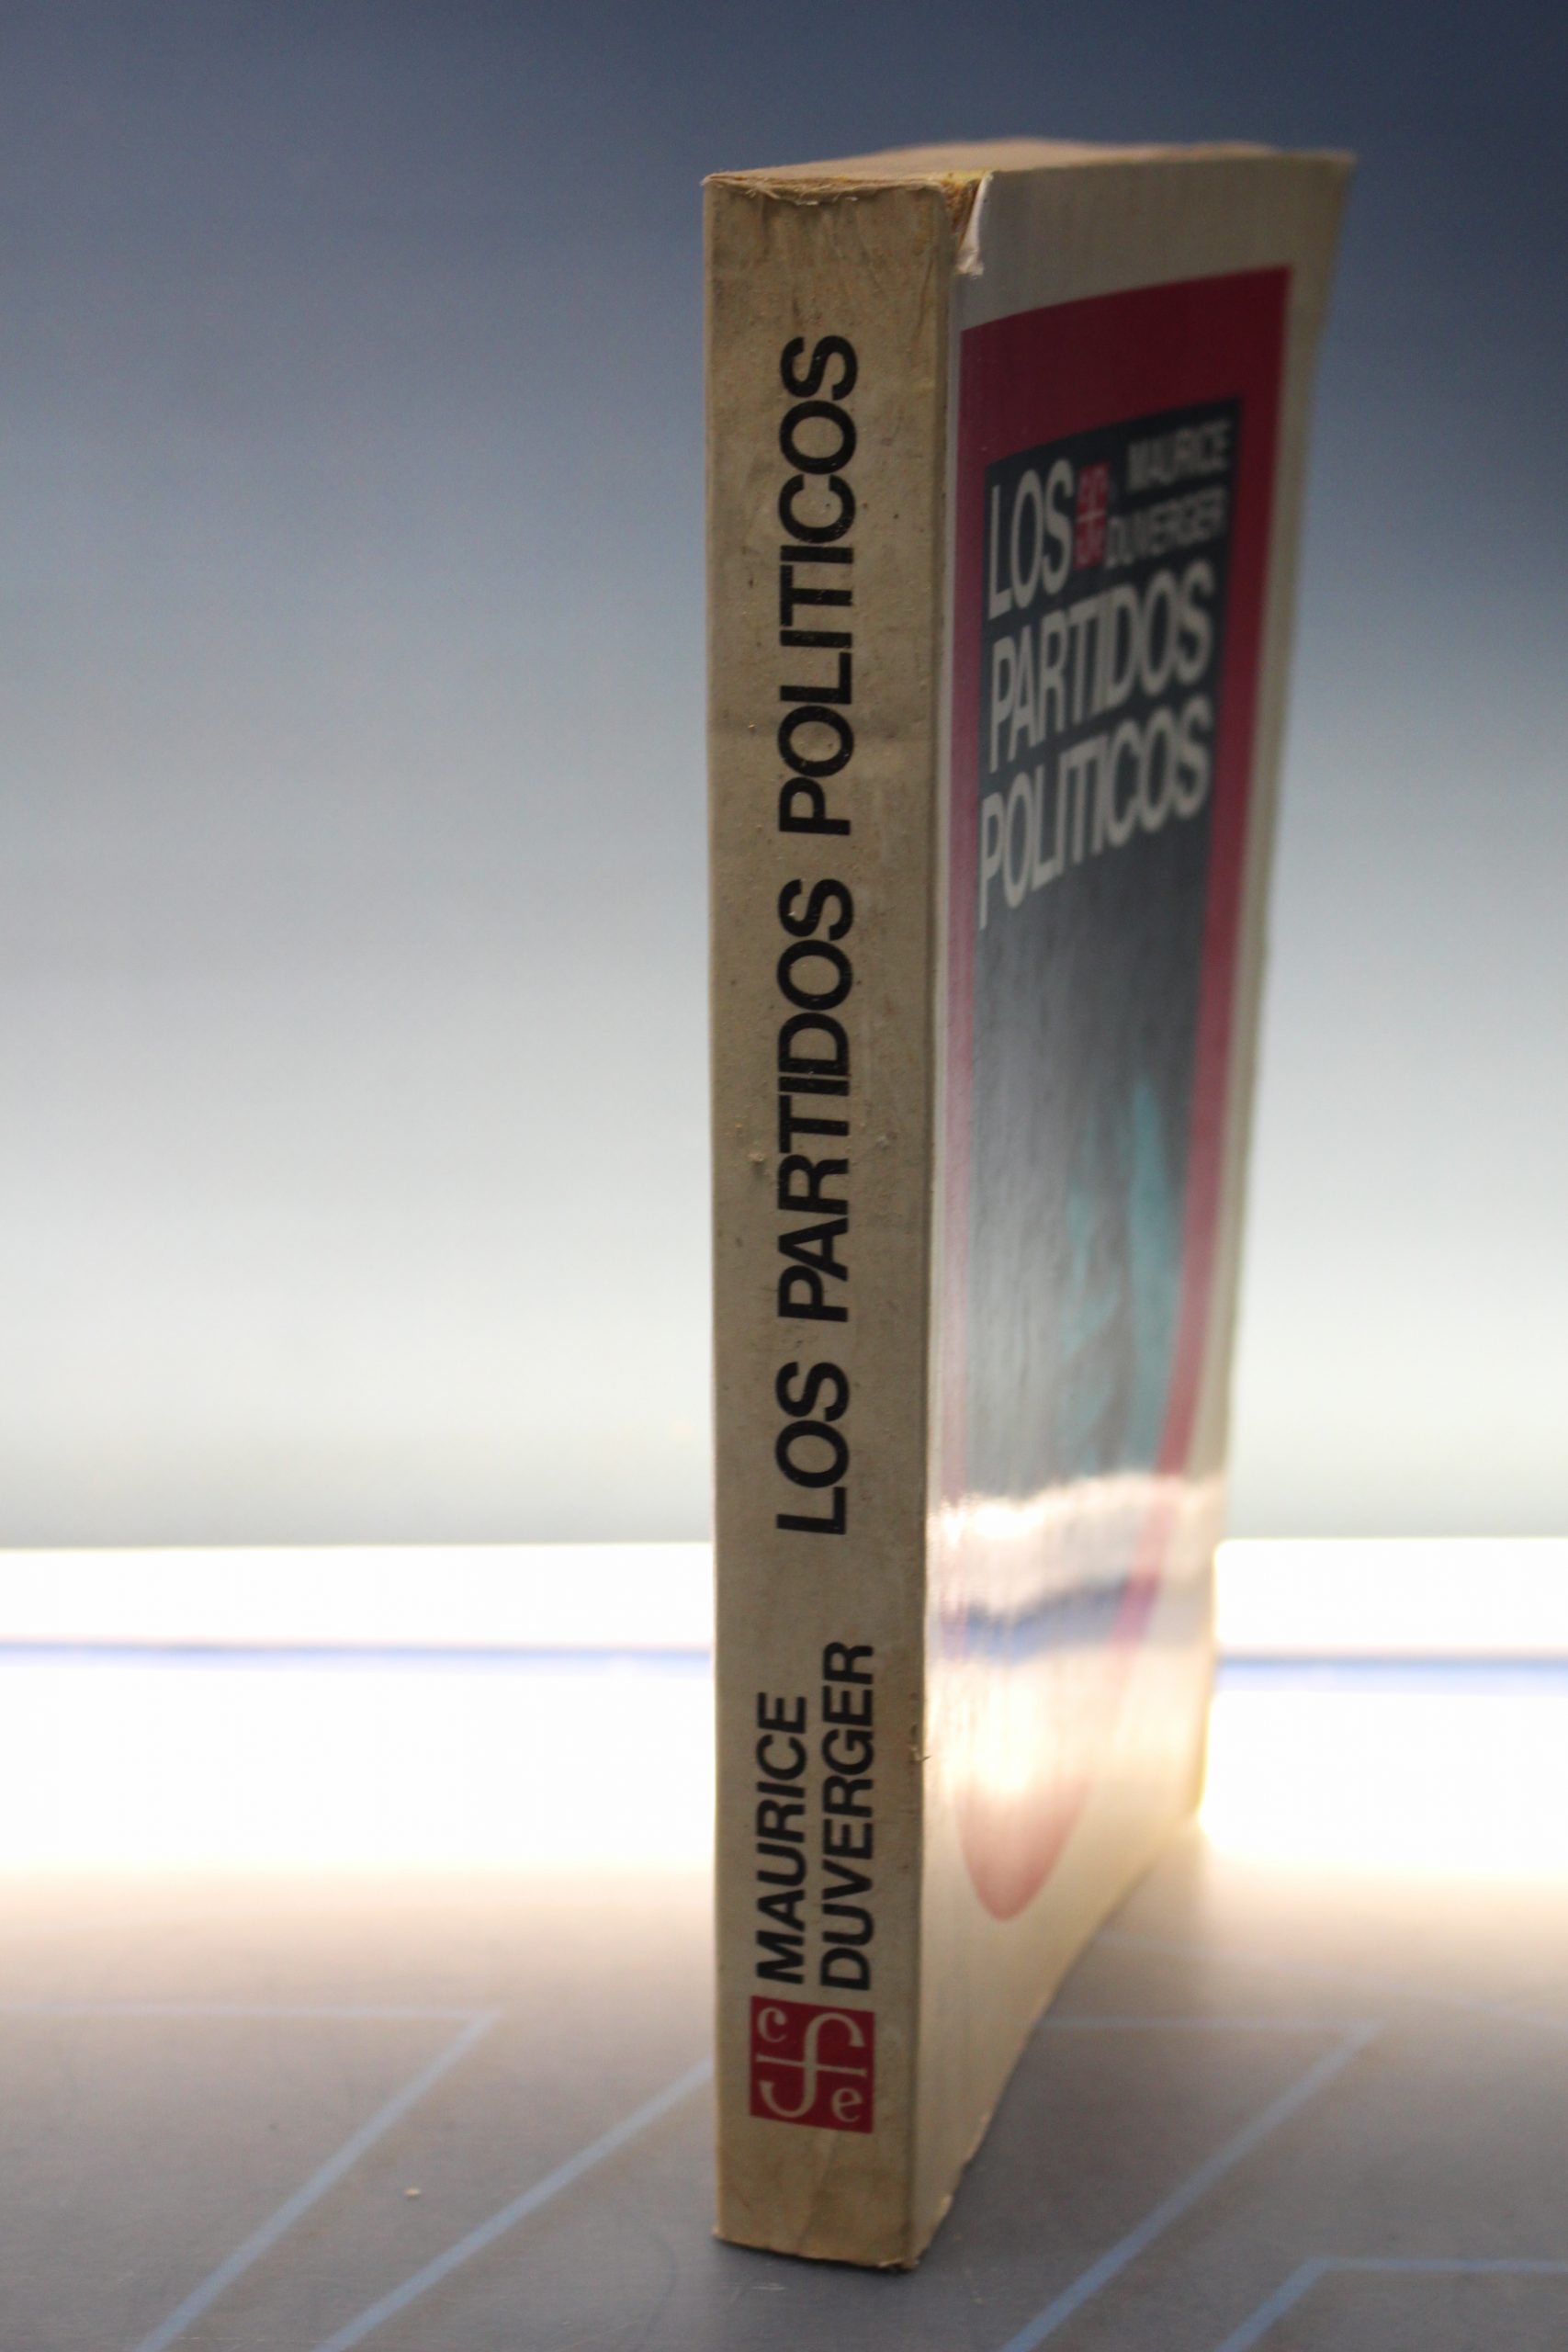 LOS PARTIDOS POLITICOS
MAURICE
DUVERGER
c f e
LOS
MAURICE
DUVERGER
PARTIDOS
POLITICOS